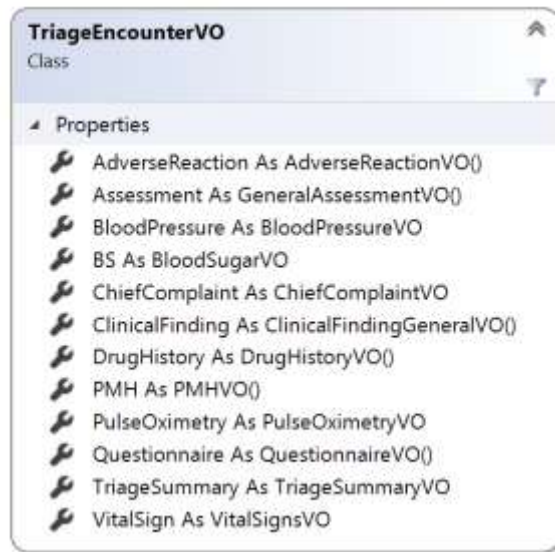 TriageEncounterVO
Class
Properties
AdverseReaction As AdverseReactionVO()
Assessment As GeneralAssessmentVO()
BloodPressure As BloodPressureVO
BS As BloodSugarVO
ChiefComplaint As ChiefComplaintVO
ClinicalFinding As ClinicalFindingGeneralVO()
DrugHistory As DrugHistoryVO()
PMH As PMHVO()
PulseOximetry As PulseOximetryVO
Questionnaire As QuestionnaireVO()
TriageSummary As TriageSummaryVO
VitalSign As VitalSignsVO